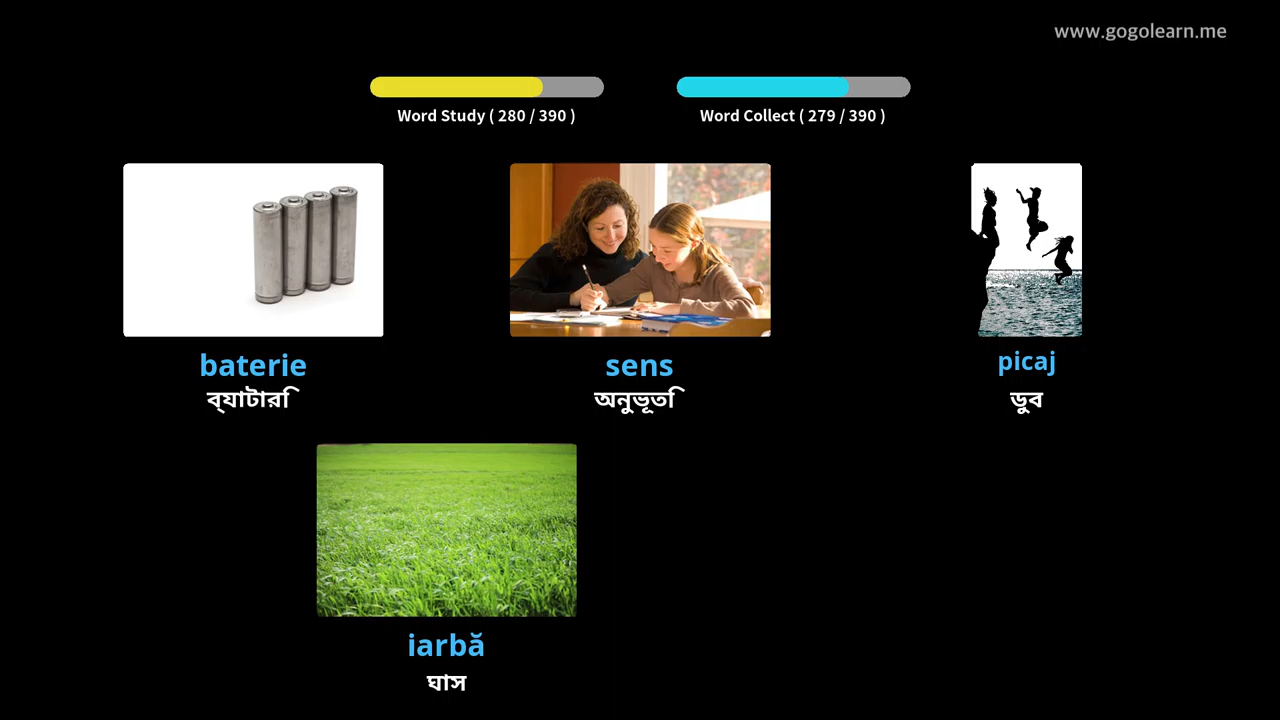 www.gogolearn.me
Word Study ( 280 / 390 )
Word Collect ( 279 / 390 )
baterie
ব্যাটারি
sens
অনুভূতি
picaj
ডুব
iarbă
ঘাস